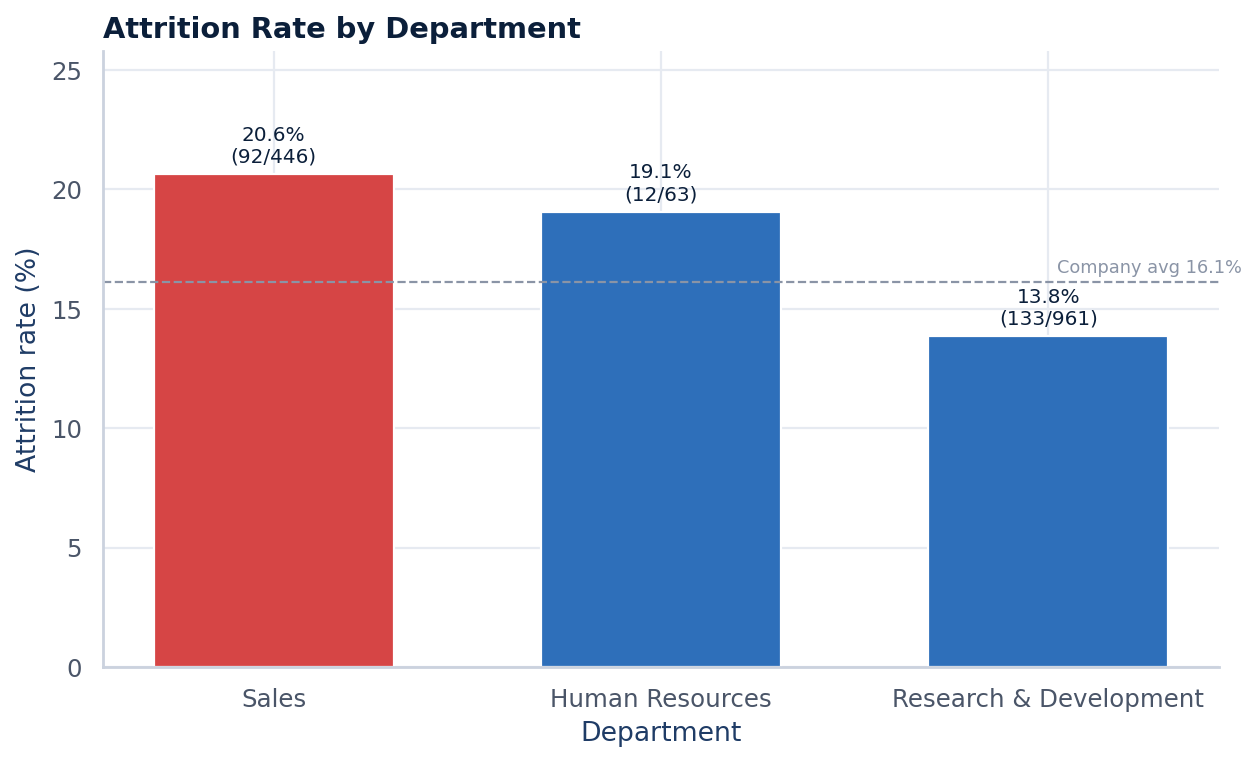 Attrition Rate by Department
Attrition rate (%)
25
20
15
10
5
0
20.6%
(92/446)
19.1%
(12/63)
Company avg 16.1%
13.8%
(133/961)
Sales
Human Resources
Research & Development
Department